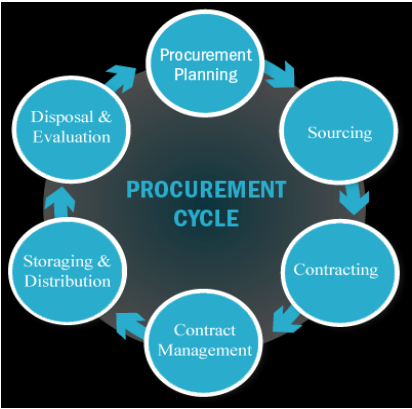 Procurement
Planning
Sourcing
Contracting
Contract
Management
Storaging &
Distribution
Disposal &
Evaluation
PROCUREMENT
CYCLE